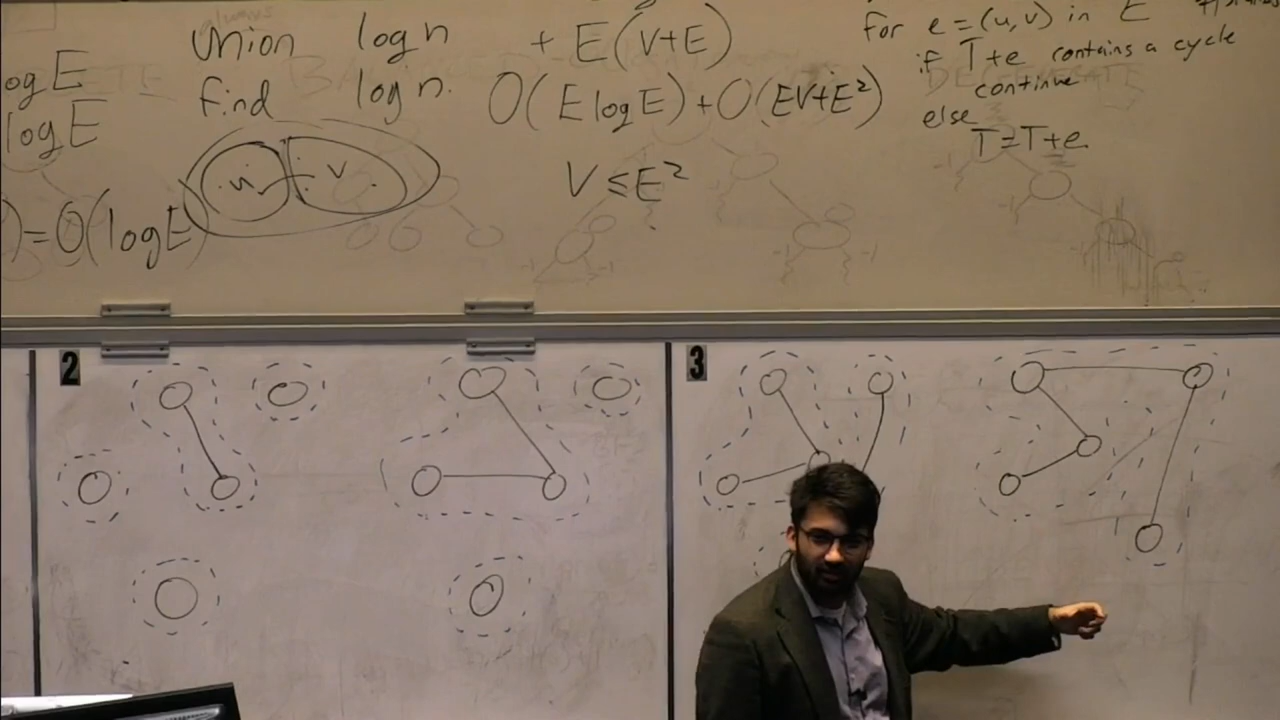 union log n + E(V+E)
find log n. O(E log E) + O(EV+E²)
og E
log E
u v
V ≤ E²
) = O(log E)
for e = (u, v) in E
if T+e contains a cycle
continue
else
T = T+e
2
3